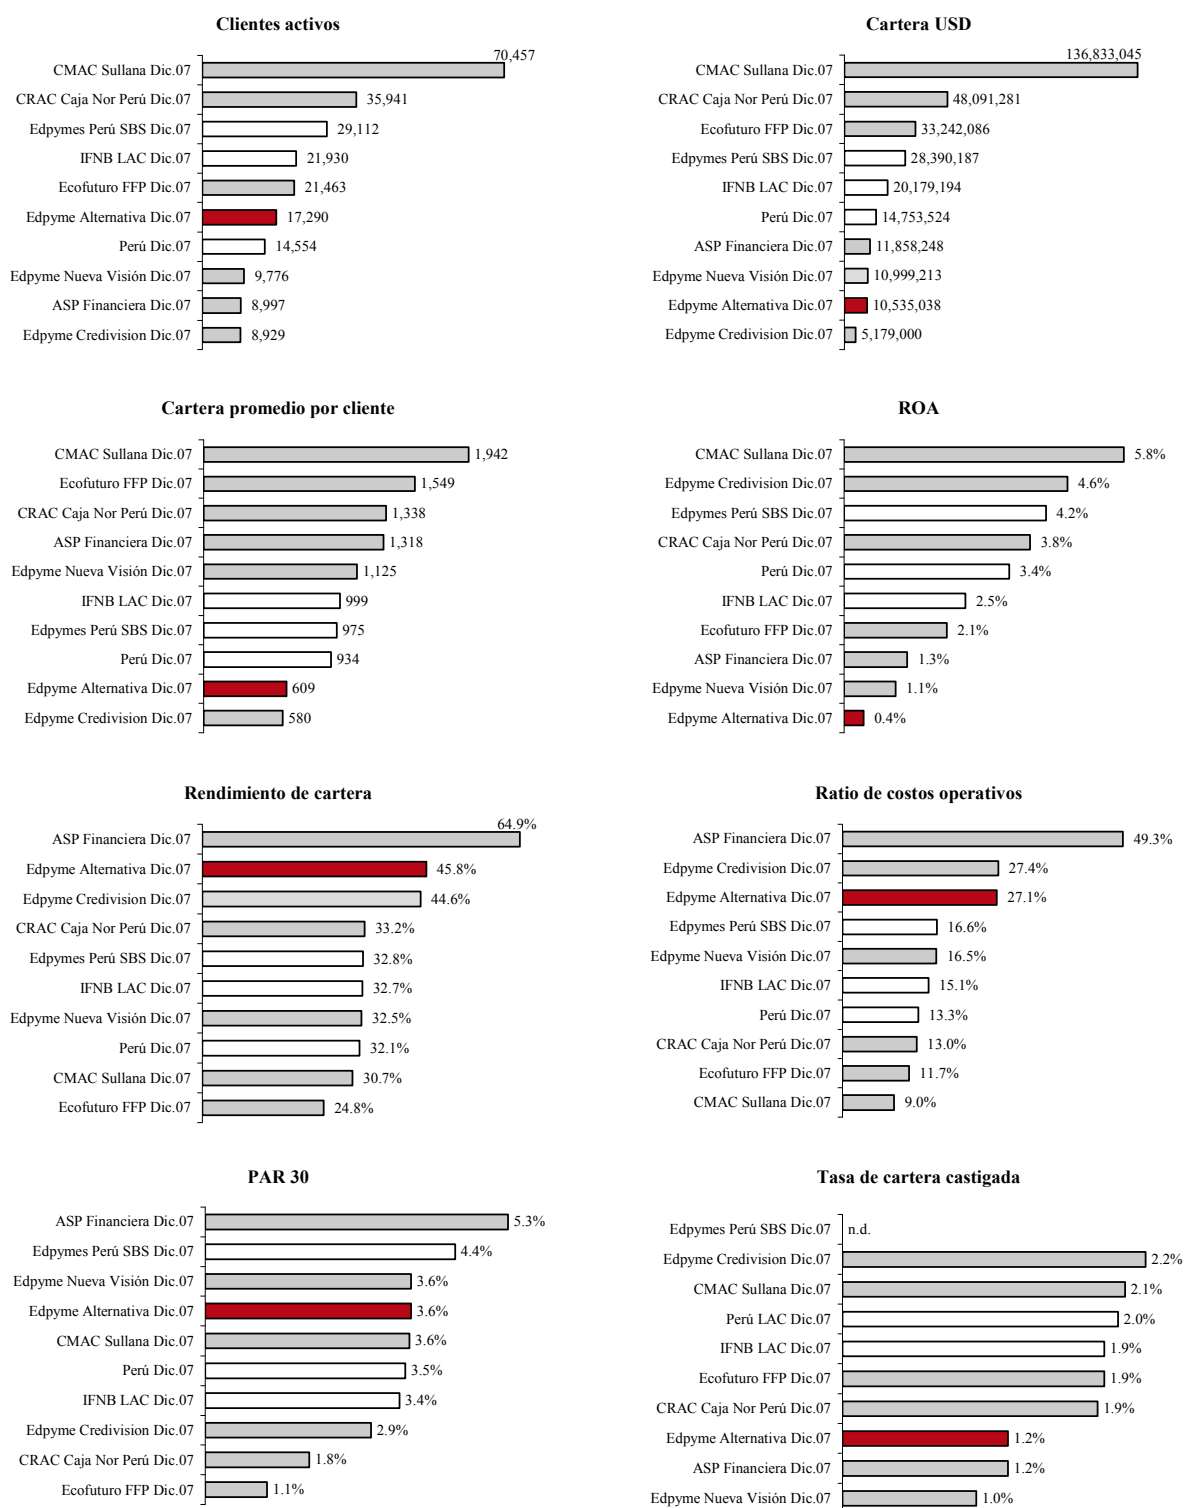 Clientes activos
CMAC Sullana Dic.07 70,457
CRAC Caja Nor Perú Dic.07 35,941
Edpymes Perú SBS Dic.07 29,112
IFNB LAC Dic.07 21,930
Ecofuturo FFP Dic.07 21,463
Edpyme Alternativa Dic.07 17,290
Perú Dic.07 14,554
Edpyme Nueva Visión Dic.07 9,776
ASP Financiera Dic.07 8,997
Edpyme Credivision Dic.07 8,929
Cartera USD
CMAC Sullana Dic.07 136,833,045
CRAC Caja Nor Perú Dic.07 48,091,281
Ecofuturo FFP Dic.07 33,242,086
Edpymes Perú SBS Dic.07 28,390,187
IFNB LAC Dic.07 20,179,194
Perú Dic.07 14,753,524
ASP Financiera Dic.07 11,858,248
Edpyme Nueva Visión Dic.07 10,999,213
Edpyme Alternativa Dic.07 10,535,038
Edpyme Credivision Dic.07 5,179,000
Cartera promedio por cliente
CMAC Sullana Dic.07 1,942
Ecofuturo FFP Dic.07 1,549
CRAC Caja Nor Perú Dic.07 1,338
ASP Financiera Dic.07 1,318
Edpyme Nueva Visión Dic.07 1,125
IFNB LAC Dic.07 999
Edpymes Perú SBS Dic.07 975
Perú Dic.07 934
Edpyme Alternativa Dic.07 609
Edpyme Credivision Dic.07 580
ROA
CMAC Sullana Dic.07 5.8%
Edpyme Credivision Dic.07 4.6%
Edpymes Perú SBS Dic.07 4.2%
CRAC Caja Nor Perú Dic.07 3.8%
Perú Dic.07 3.4%
IFNB LAC Dic.07 2.5%
Ecofuturo FFP Dic.07 2.1%
ASP Financiera Dic.07 1.3%
Edpyme Nueva Visión Dic.07 1.1%
Edpyme Alternativa Dic.07 0.4%
Rendimiento de cartera
ASP Financiera Dic.07 64.9%
Edpyme Alternativa Dic.07 45.8%
Edpyme Credivision Dic.07 44.6%
CRAC Caja Nor Perú Dic.07 33.2%
Edpymes Perú SBS Dic.07 32.8%
IFNB LAC Dic.07 32.7%
Edpyme Nueva Visión Dic.07 32.5%
Perú Dic.07 32.1%
CMAC Sullana Dic.07 30.7%
Ecofuturo FFP Dic.07 24.8%
Ratio de costos operativos
ASP Financiera Dic.07 49.3%
Edpyme Credivision Dic.07 27.4%
Edpyme Alternativa Dic.07 27.1%
Edpymes Perú SBS Dic.07 16.6%
Edpyme Nueva Visión Dic.07 16.5%
IFNB LAC Dic.07 15.1%
Perú Dic.07 13.3%
CRAC Caja Nor Perú Dic.07 13.0%
Ecofuturo FFP Dic.07 11.7%
CMAC Sullana Dic.07 9.0%
PAR 30
ASP Financiera Dic.07 5.3%
Edpymes Perú SBS Dic.07 4.4%
Edpyme Nueva Visión Dic.07 3.6%
Edpyme Alternativa Dic.07 3.6%
CMAC Sullana Dic.07 3.6%
Perú Dic.07 3.5%
IFNB LAC Dic.07 3.4%
Edpyme Credivision Dic.07 2.9%
CRAC Caja Nor Perú Dic.07 1.8%
Ecofuturo FFP Dic.07 1.1%
Tasa de cartera castigada
Edpymes Perú SBS Dic.07 n.d.
Edpyme Credivision Dic.07 2.2%
CMAC Sullana Dic.07 2.1%
Perú LAC Dic.07 2.0%
IFNB LAC Dic.07 1.9%
Ecofuturo FFP Dic.07 1.9%
CRAC Caja Nor Perú Dic.07 1.9%
Edpyme Alternativa Dic.07 1.2%
ASP Financiera Dic.07 1.2%
Edpyme Nueva Visión Dic.07 1.0%